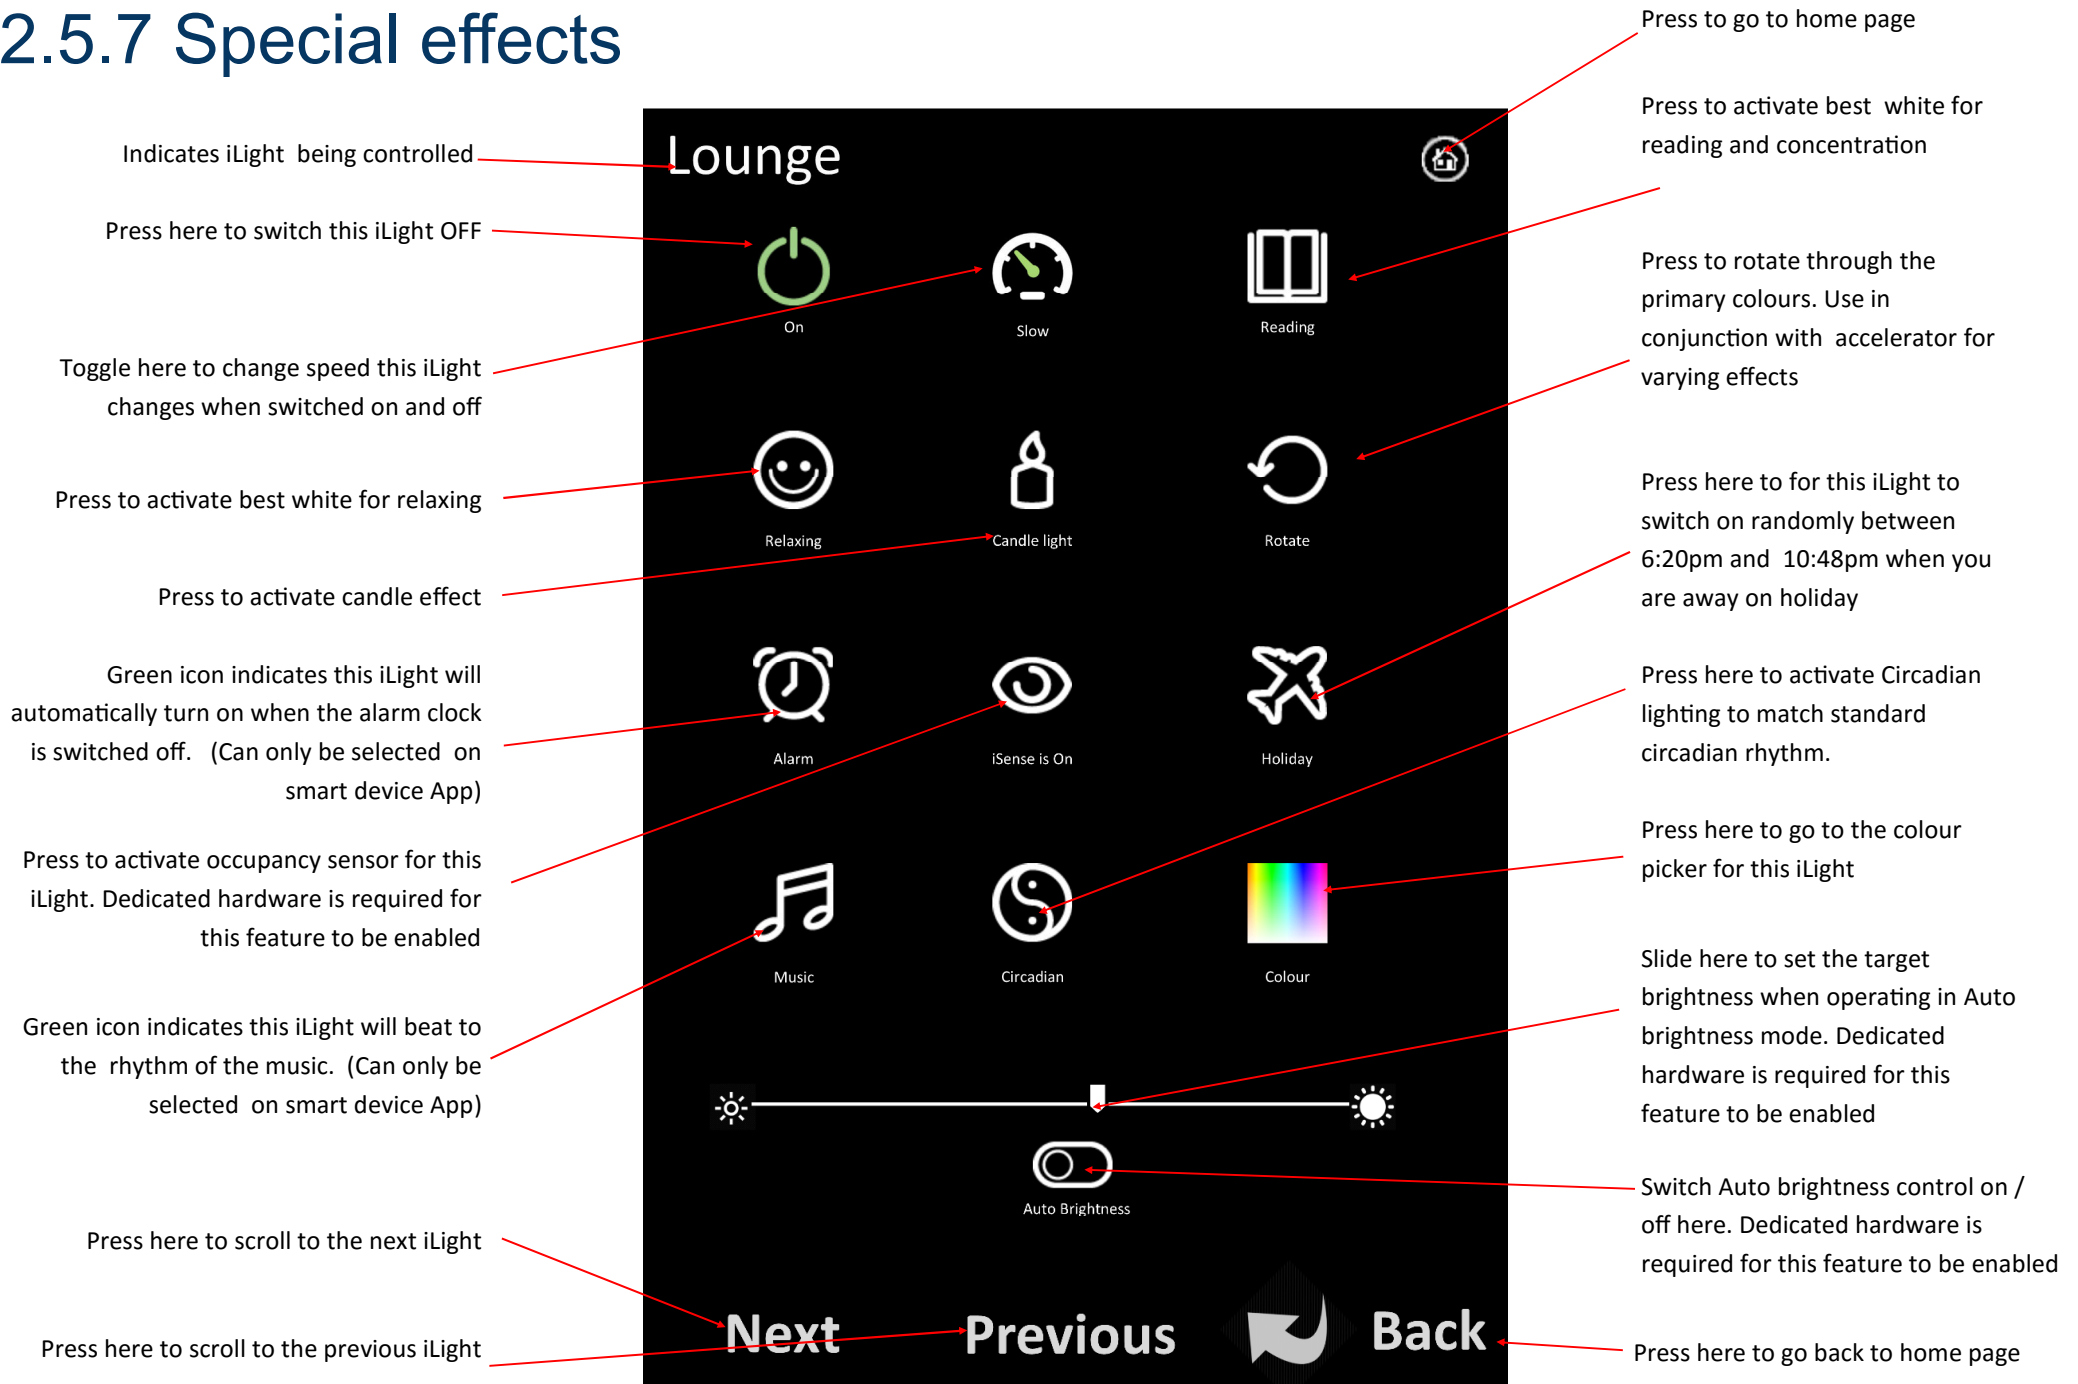 2.5.7 Special effects
Indicates iLight  being controlled
Press here to switch this iLight OFF
Toggle here to change speed this iLight
changes when switched on and off
Press to activate best white for relaxing
Press to activate candle effect
Green icon indicates this iLight will
automatically turn on when the alarm clock
is switched off.   (Can only be selected  on
smart device App)
Press to activate occupancy sensor for this
iLight. Dedicated hardware is required for
this feature to be enabled
Green icon indicates this iLight will beat to
the  rhythm of the music.  (Can only be
selected  on smart device App)
Press here to scroll to the next iLight
Press here to scroll to the previous iLight
Lounge
On
Slow
Reading
Relaxing
Candle light
Rotate
Alarm
iSense is On
Holiday
Music
Circadian
Colour
Auto Brightness
Next
Previous
Back
Press to go to home page
Press to activate best  white for
reading and concentration
Press to rotate through the
primary colours. Use in
conjunction with  accelerator for
varying effects
Press here to for this iLight to
switch on randomly between
6:20pm and  10:48pm when you
are away on holiday
Press here to activate Circadian
lighting to match standard
circadian rhythm.
Press here to go to the colour
picker for this iLight
Slide here to set the target
brightness when operating in Auto
brightness mode. Dedicated
hardware is required for this
feature to be enabled
Switch Auto brightness control on /
off here. Dedicated hardware is
required for this feature to be enabled
Press here to go back to home page